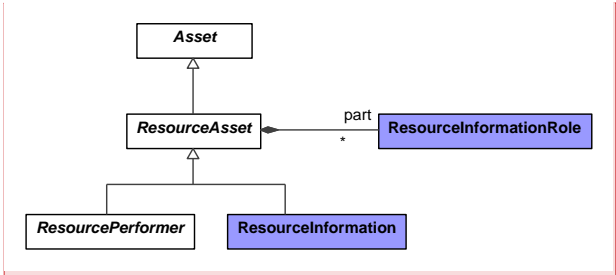 Asset
part
ResourceAsset
ResourceInformationRole
*
ResourcePerformer
ResourceInformation